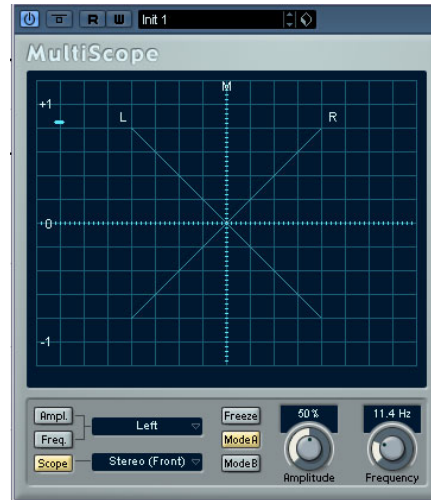 R W Init 1
MultiScope
M
+1
L R
+0
-1
Ampl. Left Freeze 50% 11.4 Hz
Freq. Mode A
Scope Stereo (Front) Mode B
Amplitude Frequency